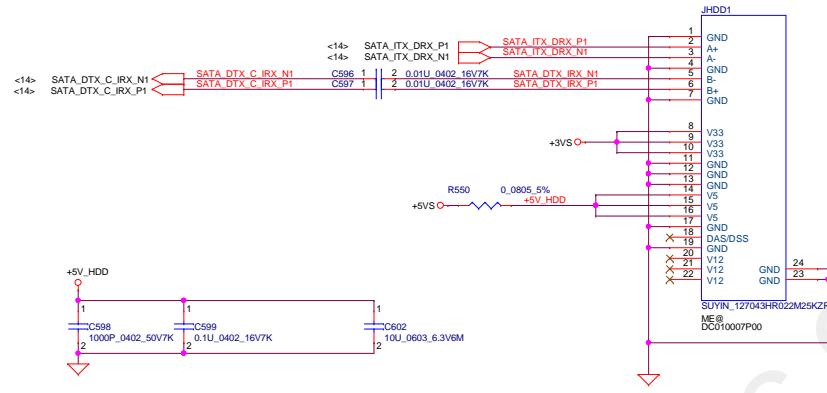 JHDD1
<14> SATA_ITX_DRX_P1 SATA_ITX_DRX_P1 2 A+
<14> SATA_ITX_DRX_N1 SATA_ITX_DRX_N1 3 A-
1 GND
4 GND
<14> SATA_DTX_C_IRX_N1 SATA_DTX_C_IRX_N1 C596 1 2 0.01U_0402_16V7K SATA_DTX_IRX_N1 5 B-
<14> SATA_DTX_C_IRX_P1 SATA_DTX_C_IRX_P1 C597 1 2 0.01U_0402_16V7K SATA_DTX_IRX_P1 6 B+
7 GND
8 V33
+3VS 9 V33
10 V33
11 GND
12 GND
13 GND
R550 0_0805_5% 14 V5
+5VS +5V_HDD 15 V5
16 V5
17 GND
18 DAS/DSS
19 GND
20 V12
21 V12 GND 24
22 V12 GND 23
SUYIN_127043HR022M25KZR
ME@
DC010007P00
+5V_HDD
1 1 1
C598 C599 C602
1000P_0402_50V7K 0.1U_0402_16V7K 10U_0603_6.3V6M
2 2 2